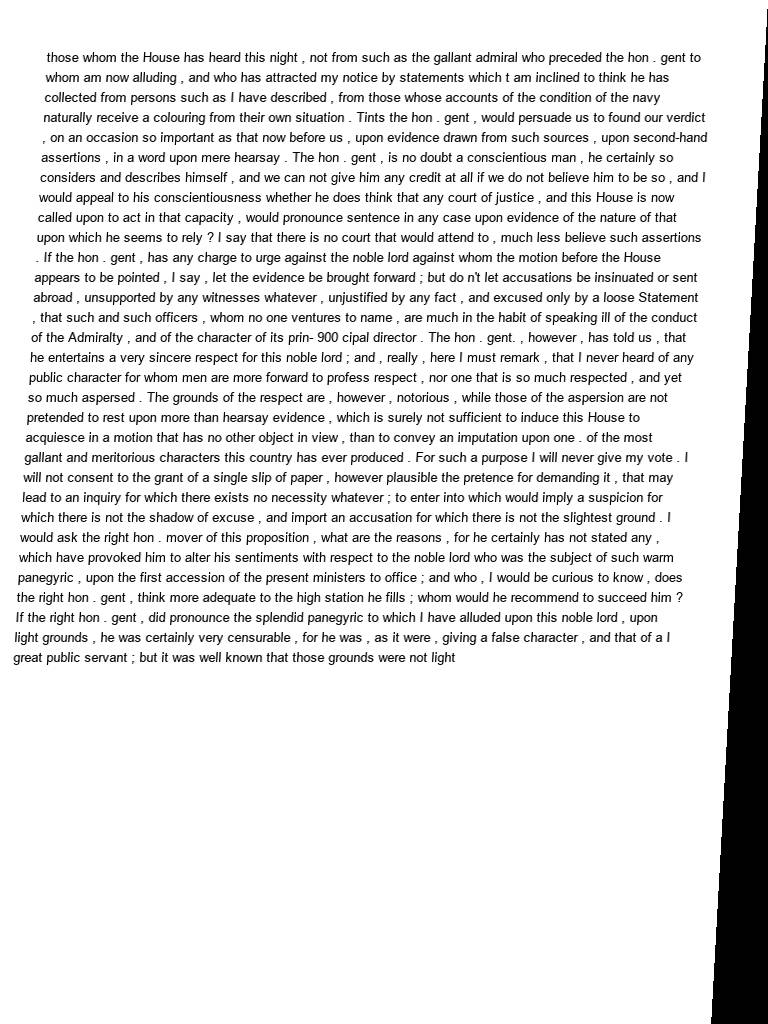 those whom the House has heard this night , not from such as the gallant admiral who preceded the hon . gent to
whom am now alluding , and who has attracted my notice by statements which t am inclined to think he has
collected from persons such as I have described , from those whose accounts of the condition of the navy
naturally receive a colouring from their own situation . Tints the hon . gent , would persuade us to found our verdict
, on an occasion so important as that now before us , upon evidence drawn from such sources , upon second-hand
assertions , in a word upon mere hearsay . The hon . gent , is no doubt a conscientious man , he certainly so
considers and describes himself , and we can not give him any credit at all if we do not believe him to be so , and I
would appeal to his conscientiousness whether he does think that any court of justice , and this House is now
called upon to act in that capacity , would pronounce sentence in any case upon evidence of the nature of that
upon which he seems to rely ? I say that there is no court that would attend to , much less believe such assertions
. If the hon . gent , has any charge to urge against the noble lord against whom the motion before the House
appears to be pointed , I say , let the evidence be brought forward ; but do n't let accusations be insinuated or sent
abroad , unsupported by any witnesses whatever , unjustified by any fact , and excused only by a loose Statement
, that such and such officers , whom no one ventures to name , are much in the habit of speaking ill of the conduct
of the Admiralty , and of the character of its prin- 900 cipal director . The hon . gent. , however , has told us , that
he entertains a very sincere respect for this noble lord ; and , really , here I must remark , that I never heard of any
public character for whom men are more forward to profess respect , nor one that is so much respected , and yet
so much aspersed . The grounds of the respect are , however , notorious , while those of the aspersion are not
pretended to rest upon more than hearsay evidence , which is surely not sufficient to induce this House to
acquiesce in a motion that has no other object in view , than to convey an imputation upon one . of the most
gallant and meritorious characters this country has ever produced . For such a purpose I will never give my vote . I
will not consent to the grant of a single slip of paper , however plausible the pretence for demanding it , that may
lead to an inquiry for which there exists no necessity whatever ; to enter into which would imply a suspicion for
which there is not the shadow of excuse , and import an accusation for which there is not the slightest ground . I
would ask the right hon . mover of this proposition , what are the reasons , for he certainly has not stated any ,
which have provoked him to alter his sentiments with respect to the noble lord who was the subject of such warm
panegyric , upon the first accession of the present ministers to office ; and who , I would be curious to know , does
the right hon . gent , think more adequate to the high station he fills ; whom would he recommend to succeed him ?
If the right hon . gent , did pronounce the splendid panegyric to which I have alluded upon this noble lord , upon
light grounds , he was certainly very censurable , for he was , as it were , giving a false character , and that of a I
great public servant ; but it was well known that those grounds were not light